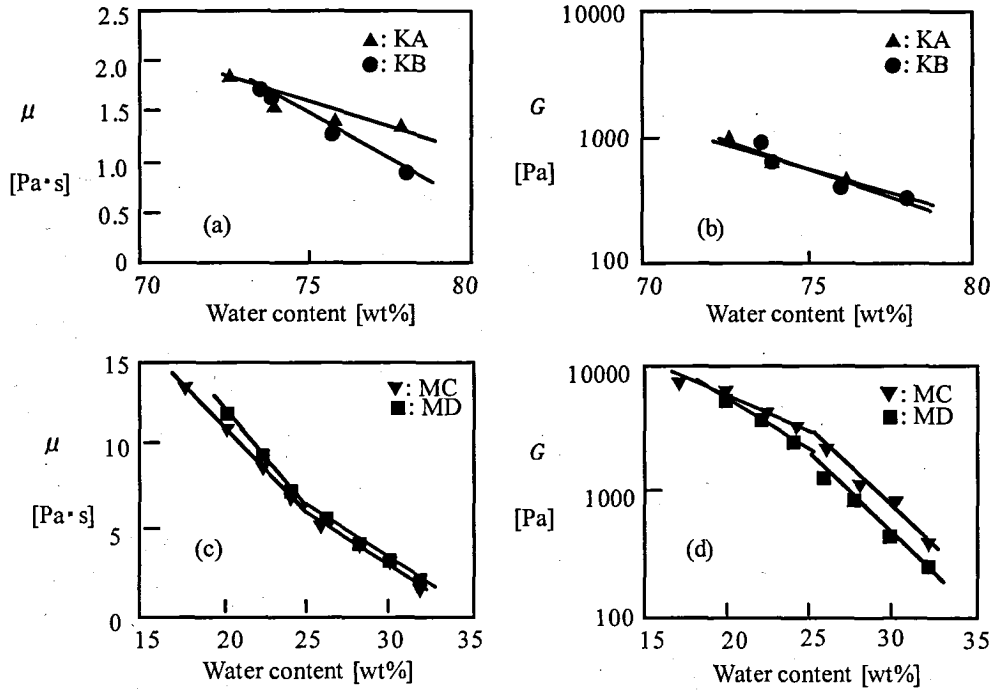 2.5
2.0
1.5
1.0
0.5
0
μ
[Pa·s]
▲: KA
●: KB
(a)
70
75
80
Water content [wt%]
10000
1000
100
G
[Pa]
▲: KA
●: KB
(b)
70
75
80
Water content [wt%]
15
10
5
0
μ
[Pa·s]
▼: MC
■: MD
(c)
15
20
25
30
35
Water content [wt%]
10000
1000
100
G
[Pa]
▼: MC
■: MD
(d)
15
20
25
30
35
Water content [wt%]